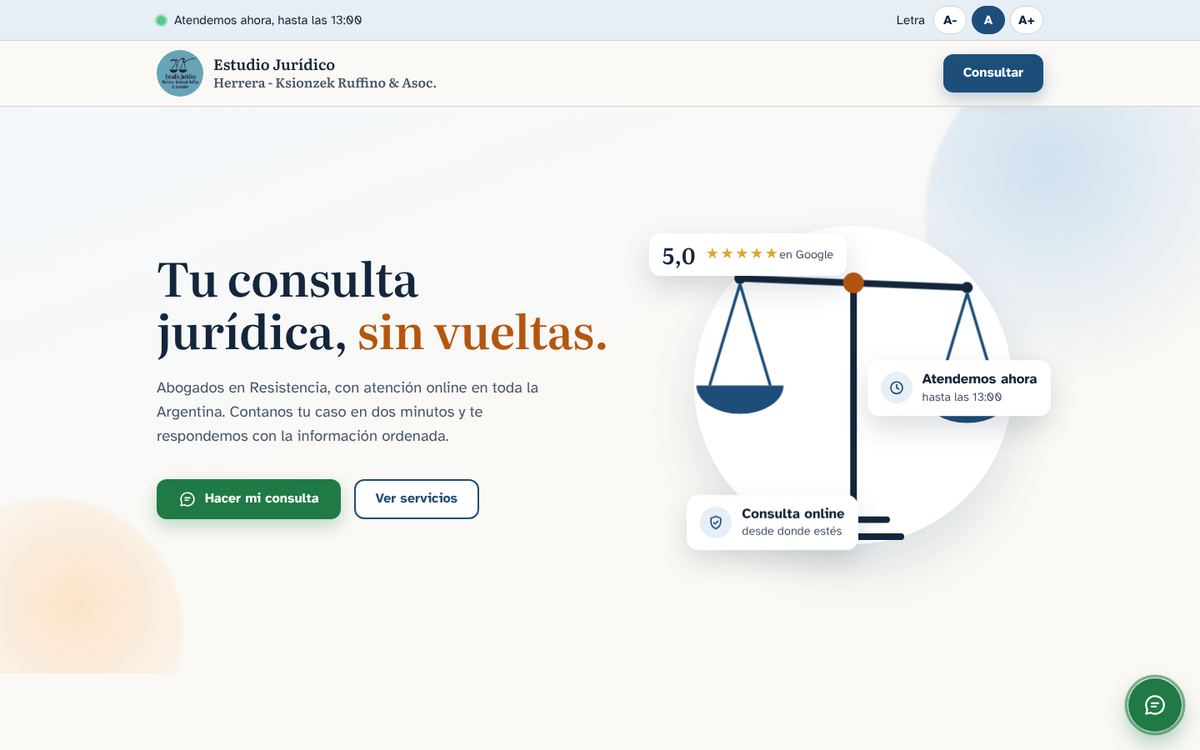 Atendemos ahora, hasta las 13:00
Letra A- A A+
Estudio Jurídico
Herrera - Ksionzek Ruffino & Asoc.
Consultar
Tu consulta
jurídica, sin vueltas.
Abogados en Resistencia, con atención online en toda la
Argentina. Contanos tu caso en dos minutos y te
respondemos con la información ordenada.
Hacer mi consulta
Ver servicios
5,0 ★★★★★ en Google
Atendemos ahora
hasta las 13:00
Consulta online
desde donde estés